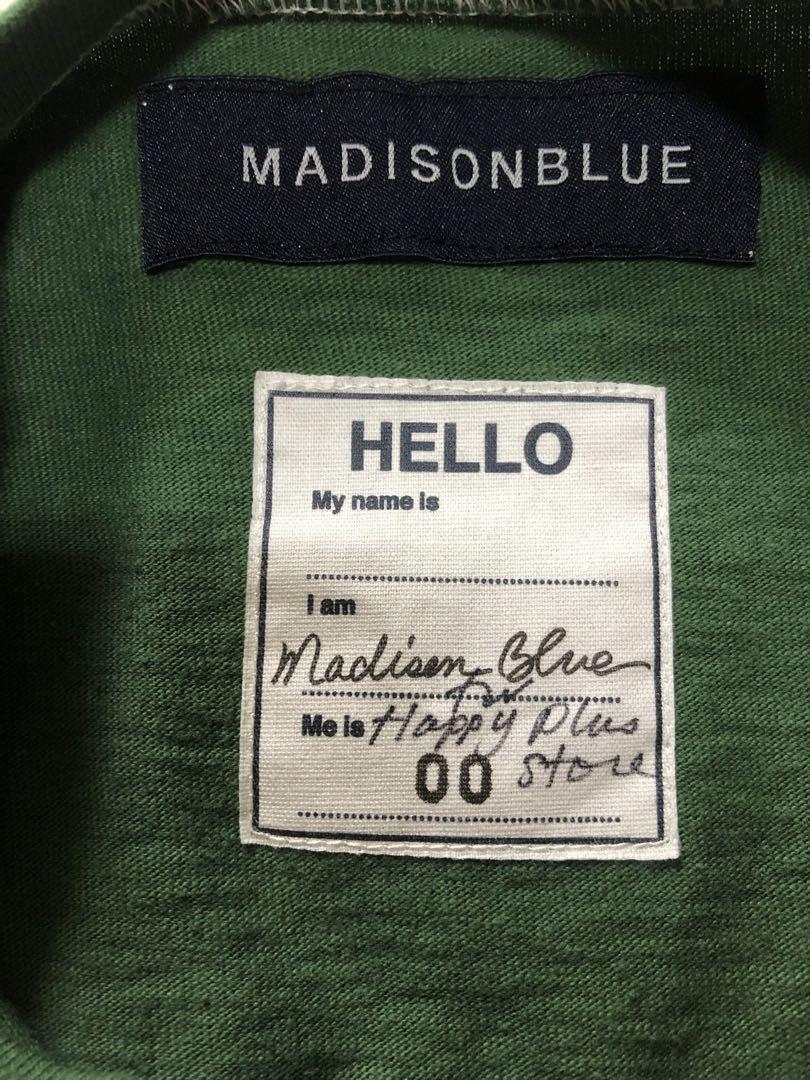 MADISONBLUE
HELLO
My name is
I am
Madison Blue
for
Me is Happy Plus
00 Store